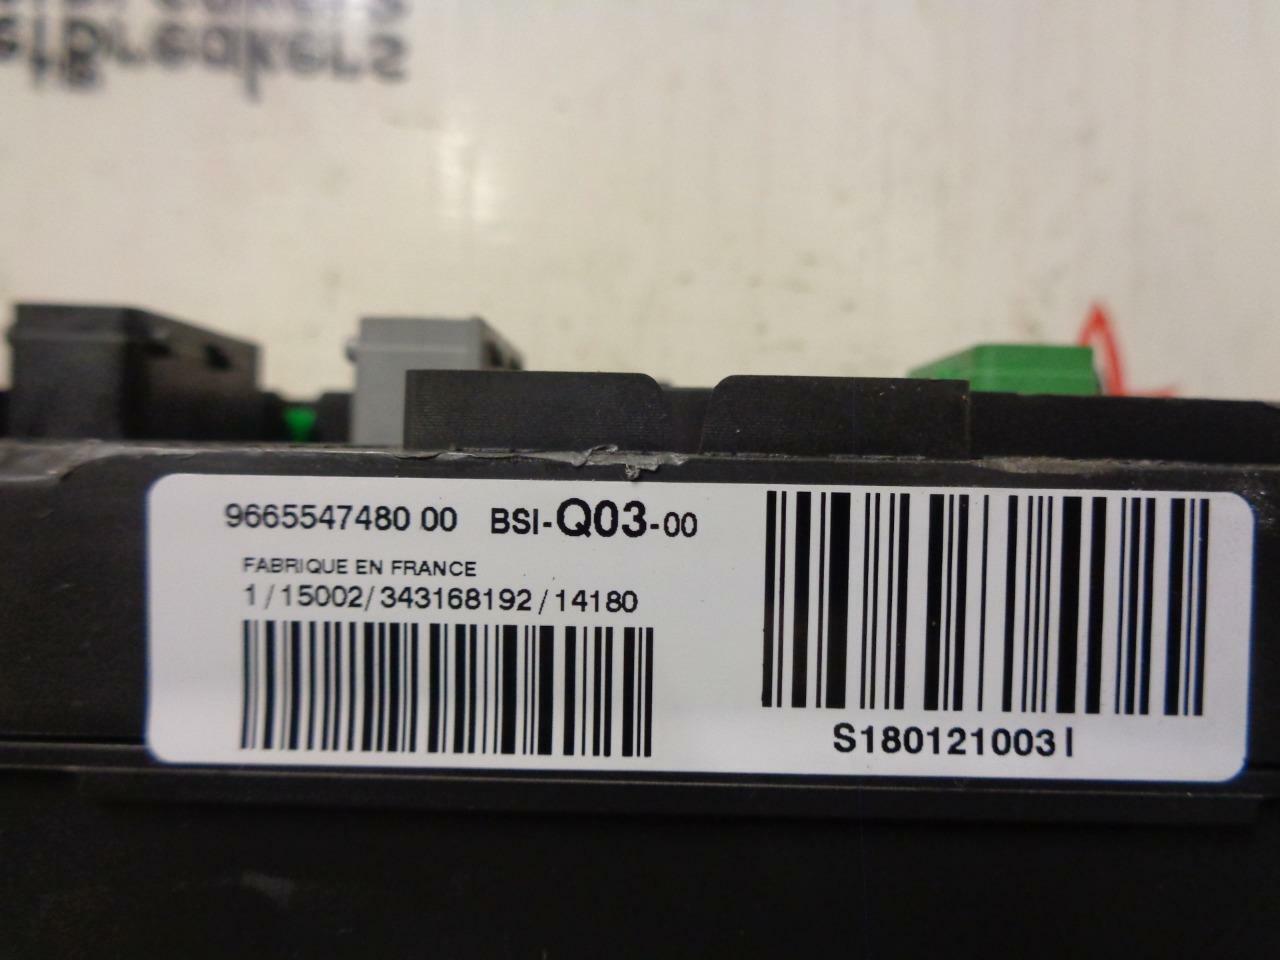 9665547480 00 BSI-Q03-00
FABRIQUE EN FRANCE
1/15002/343168192/14180
S180121003I